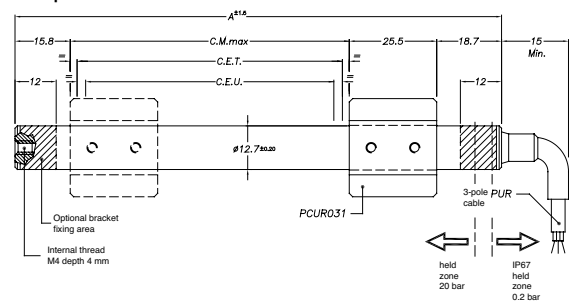 A±1.6
15.8
C.M.max
25.5
18.7
15
Min.
12
C.E.T.
12
C.E.U.
=
=
=
=
ø12.7±0.20
3-pole
cable
PUR
PCUR031
Optional bracket
fixing area
Internal thread
M4 depth 4 mm
held
zone
20 bar
IP67
held
zone
0.2 bar